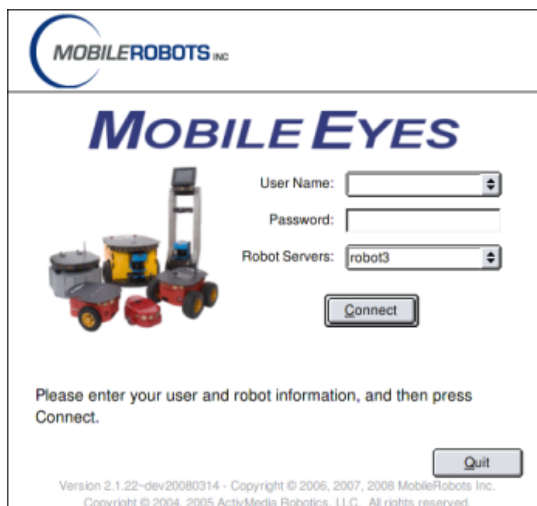 MOBILEROBOTS INC
MOBILEEYES
User Name:
Password:
Robot Servers: robot3
Connect
Please enter your user and robot information, and then press
Connect.
Quit
Version 2.1.22~dev20080314 - Copyright © 2006, 2007, 2008 MobileRobots Inc.
Copyright © 2004, 2005 ActivMedia Robotics, LLC. All rights reserved.